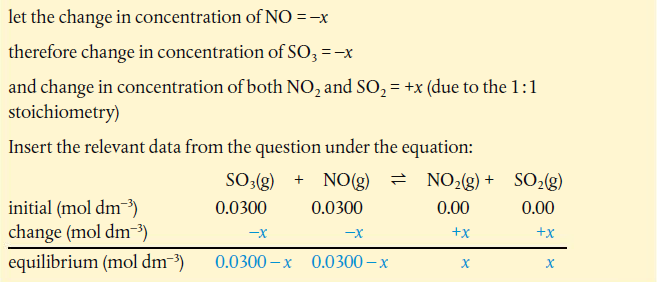 let the change in concentration of NO = –x
therefore change in concentration of SO₃ = –x
and change in concentration of both NO₂ and SO₂ = +x (due to the 1:1
stoichiometry)
Insert the relevant data from the question under the equation:
SO₃(g) + NO(g) ⇌ NO₂(g) + SO₂(g)
initial (mol dm⁻³) 0.0300 0.0300 0.00 0.00
change (mol dm⁻³) –x –x +x +x
equilibrium (mol dm⁻³) 0.0300 – x 0.0300 – x x x